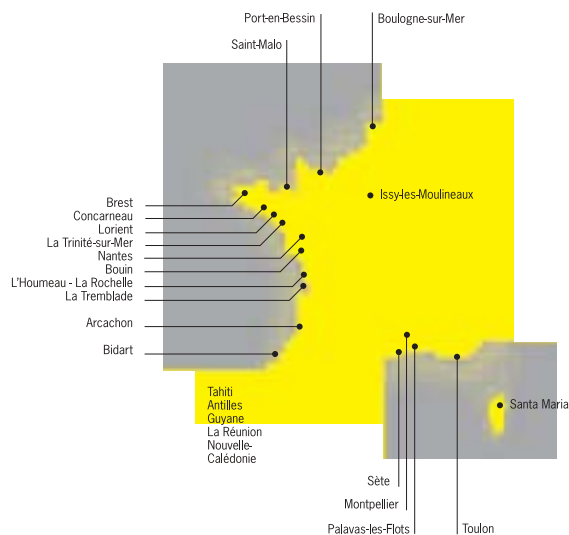 Port-en-Bessin
Boulogne-sur-Mer
Saint-Malo
Issy-les-Moulineaux
Brest
Concarneau
Lorient
La Trinité-sur-Mer
Nantes
Bouin
L'Houmeau - La Rochelle
La Tremblade
Arcachon
Bidart
Tahiti
Antilles
Guyane
La Réunion
Nouvelle-
Calédonie
Santa Maria
Sète
Montpellier
Palavas-les-Flots
Toulon